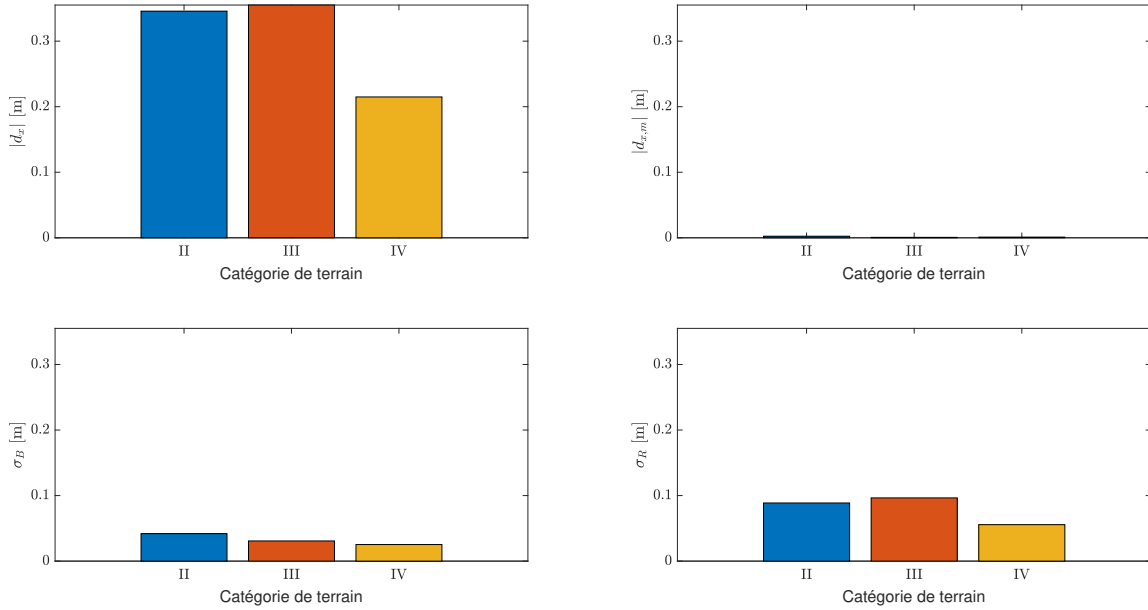 0.3
0.2
0.1
0
|d_x| [m]
II III IV
Catégorie de terrain
0.3
0.2
0.1
0
|d_{x,m}| [m]
II III IV
Catégorie de terrain
0.3
0.2
0.1
0
σ_B [m]
II III IV
Catégorie de terrain
0.3
0.2
0.1
0
σ_R [m]
II III IV
Catégorie de terrain